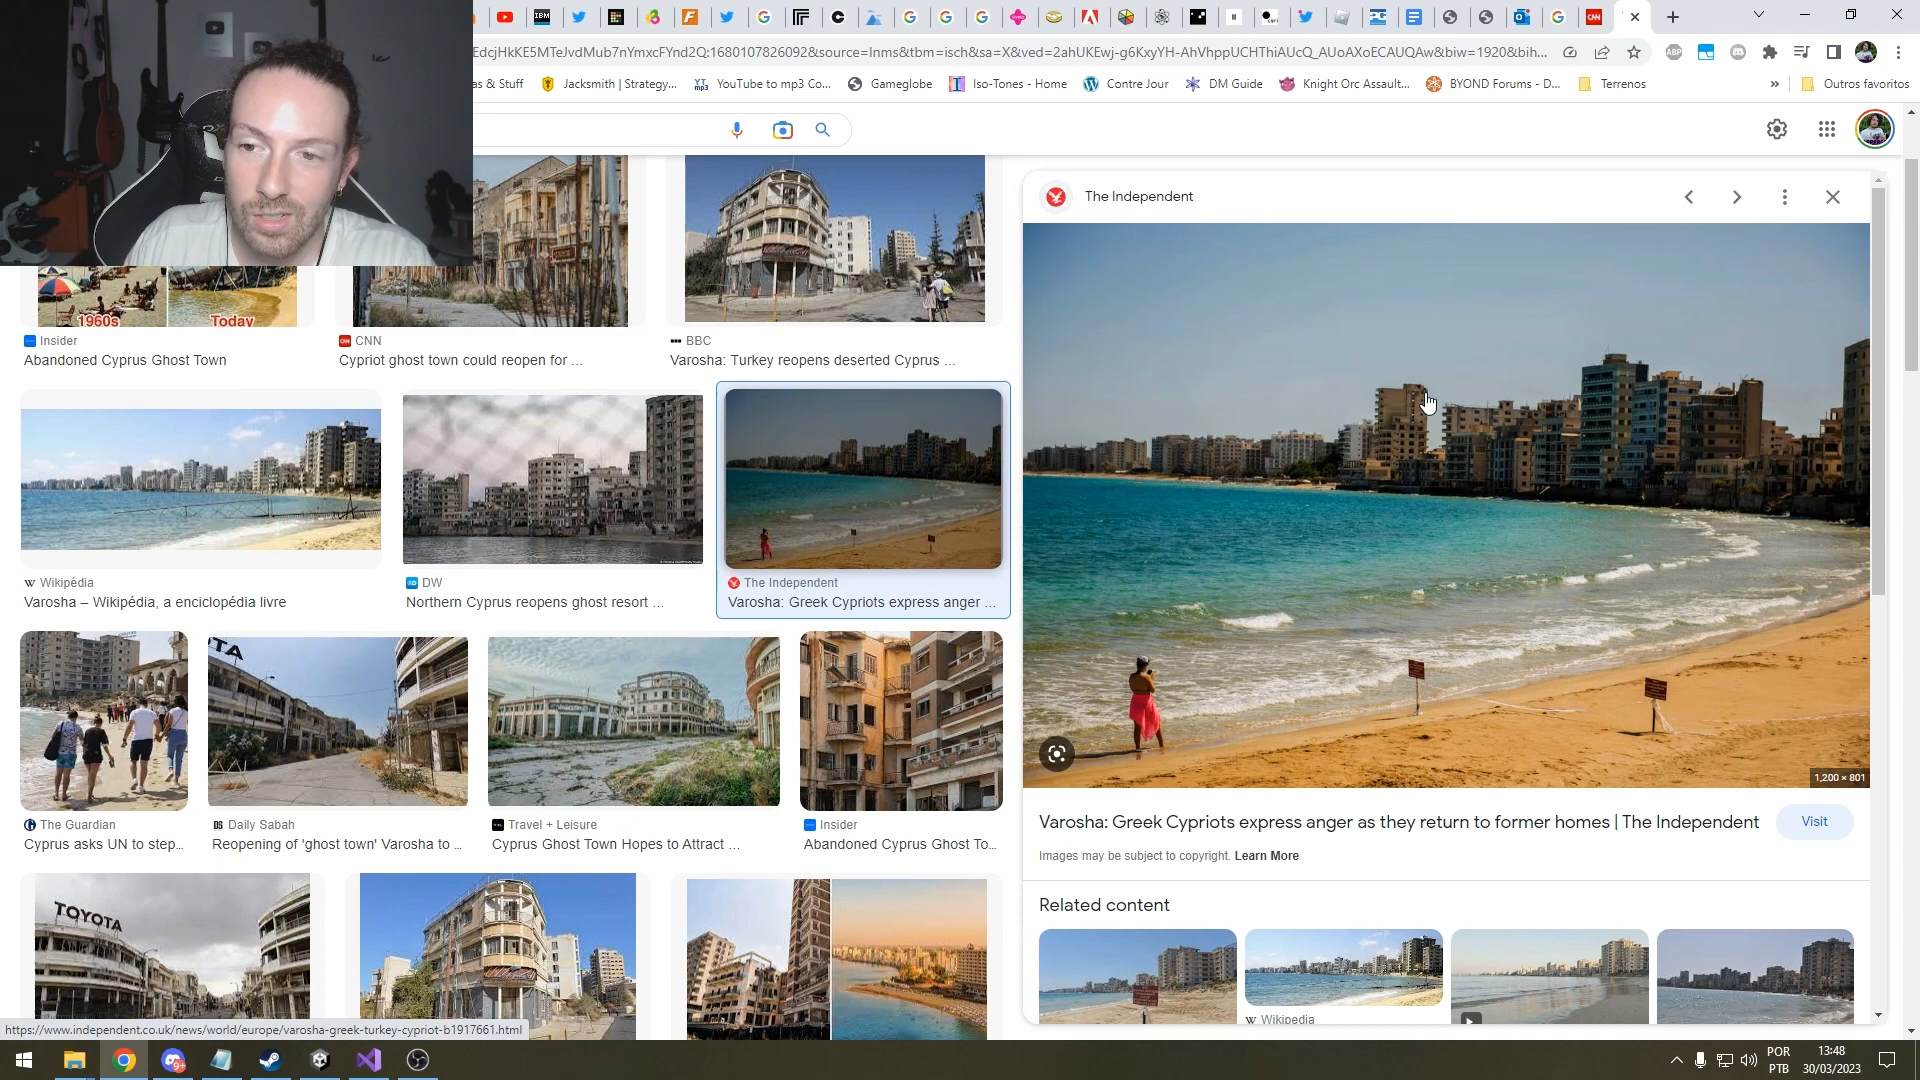 EdcjHkKE5MTeJvdMub7nYmxcFYnd2Q:1680107826092&source=lnms&tbm=isch&sa=X&ved=2ahUKEwj-g6KxyYH-AhVhppUCHThiAUcQ_AUoAXoECAUQAw&biw=1920&bih...
as & Stuff
Jacksmith | Strategy...
YouTube to mp3 Co...
Gameglobe
Iso-Tones - Home
Contre Jour
DM Guide
Knight Orc Assault...
BYOND Forums - D...
Terrenos
»
Outros favoritos
The Independent
1960s
Today
Insider
Abandoned Cyprus Ghost Town
CNN
Cypriot ghost town could reopen for ...
BBC
Varosha: Turkey reopens deserted Cyprus ...
Wikipédia
Varosha – Wikipédia, a enciclopédia livre
DW
Northern Cyprus reopens ghost resort ...
The Independent
Varosha: Greek Cypriots express anger ...
TA
The Guardian
Cyprus asks UN to step...
Daily Sabah
Reopening of 'ghost town' Varosha to ...
Travel + Leisure
Cyprus Ghost Town Hopes to Attract ...
Insider
Abandoned Cyprus Ghost To...
1,200 × 801
Varosha: Greek Cypriots express anger as they return to former homes | The Independent
Visit
Images may be subject to copyright. Learn More
Related content
Wikipedia
TOYOTA
https://www.independent.co.uk/news/world/europe/varosha-greek-turkey-cypriot-b1917661.html
POR
PTB
13:48
30/03/2023